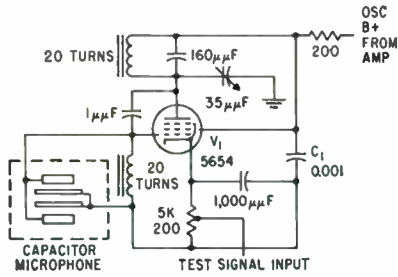 OSC
B+
FROM
AMP
20 TURNS
160μμF
200
35μμF
1μμF
V1
5654
C1
0.001
20
TURNS
1,000μμF
5K
200
CAPACITOR
MICROPHONE
TEST SIGNAL INPUT